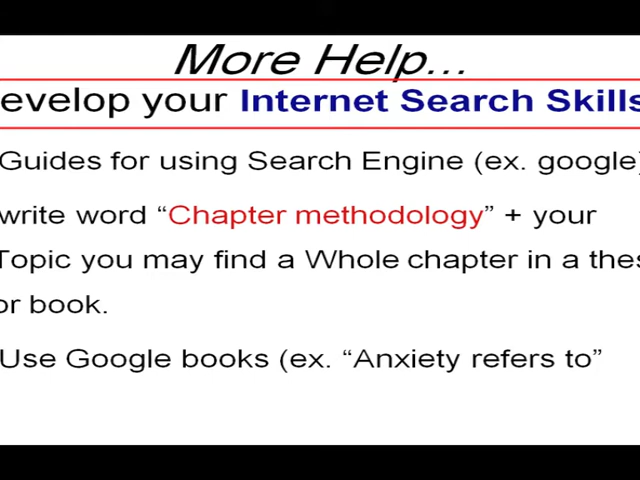 More Help...
evelop your Internet Search Skills
Guides for using Search Engine (ex. google)
write word “Chapter methodology” + your
Topic you may find a Whole chapter in a thes
or book.
Use Google books (ex. “Anxiety refers to”